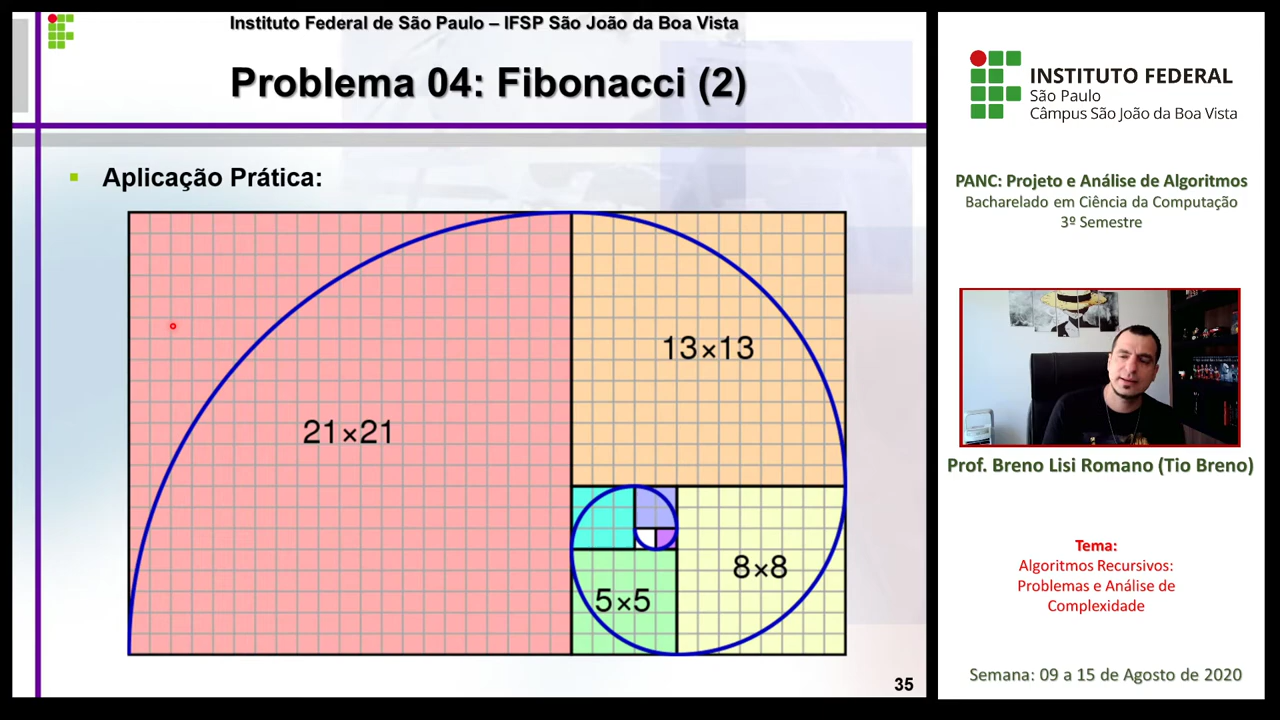 Instituto Federal de São Paulo – IFSP São João da Boa Vista
Problema 04: Fibonacci (2)
Aplicação Prática:
21×21
13×13
8×8
5×5
35
INSTITUTO FEDERAL
São Paulo
Câmpus São João da Boa Vista
PANC: Projeto e Análise de Algoritmos
Bacharelado em Ciência da Computação
3º Semestre
Prof. Breno Lisi Romano (Tio Breno)
Tema:
Algoritmos Recursivos:
Problemas e Análise de
Complexidade
Semana: 09 a 15 de Agosto de 2020